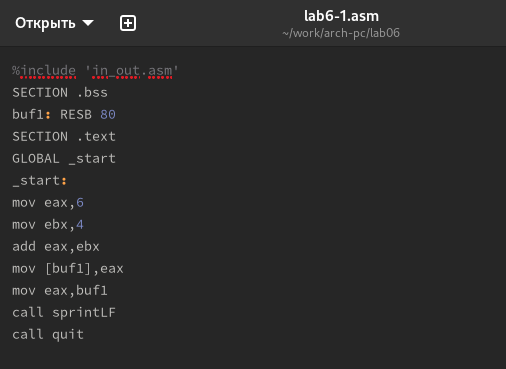 Открыть
lab6-1.asm
~/work/arch-pc/lab06
%include 'in_out.asm'
SECTION .bss
buf1: RESB 80
SECTION .text
GLOBAL _start
_start:
mov eax,6
mov ebx,4
add eax,ebx
mov [buf1],eax
mov eax,buf1
call sprintLF
call quit